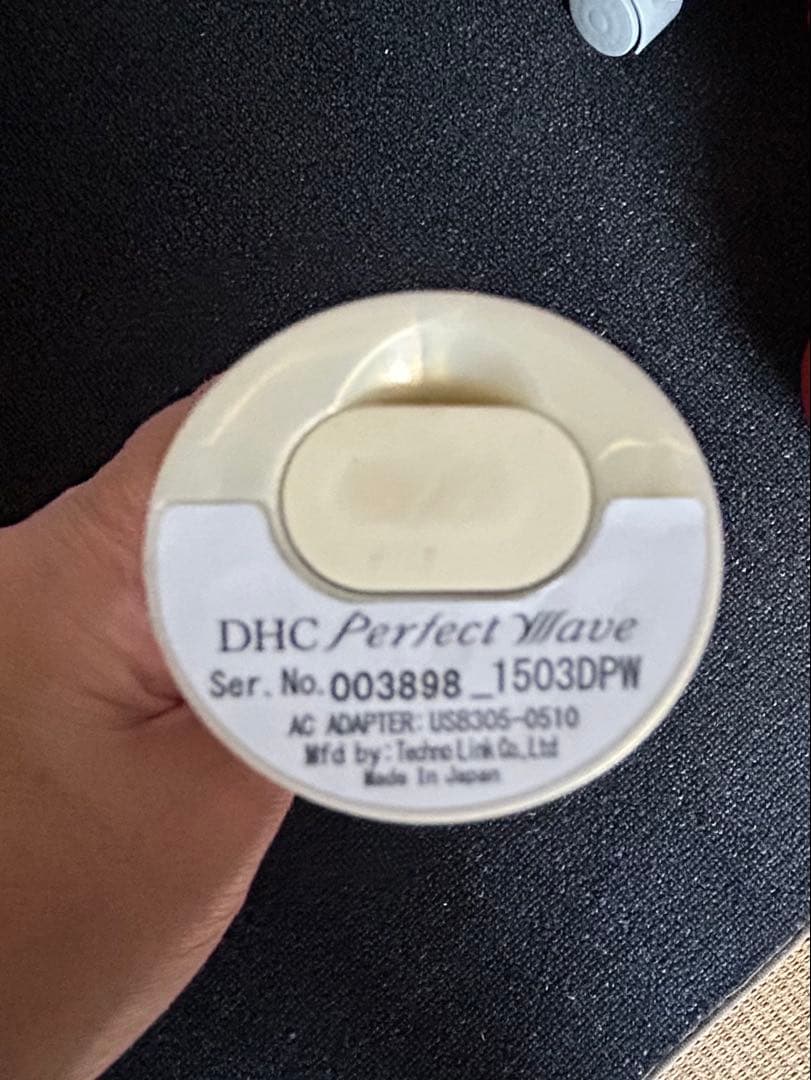 DHC Perfect Wave
Ser. No. 003898_1503DPW
AC ADAPTER: US8305-0510
Mfd by: Techno Link Co., Ltd
Made In Japan